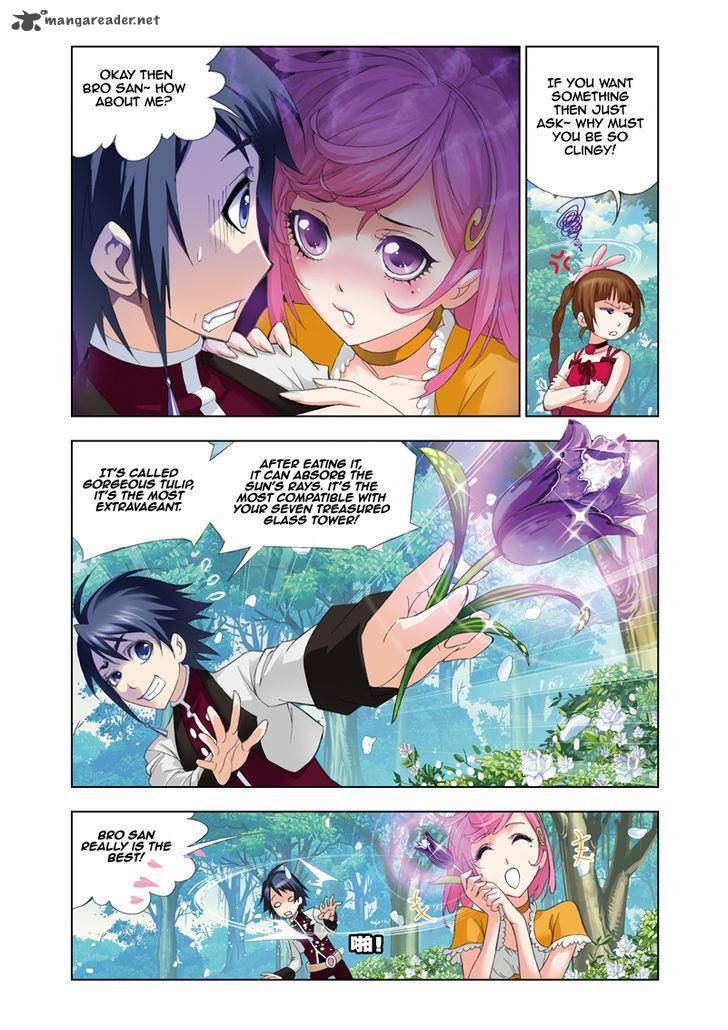 mangareader.net
OKAY THEN
BRO SAN~ HOW
ABOUT ME?
IF YOU WANT
SOMETHING
THEN JUST
ASK~ WHY MUST
YOU BE SO
CLINGY!
IT'S CALLED
GORGEOUS TULIP,
IT'S THE MOST
EXTRAVAGANT.
AFTER EATING IT,
IT CAN ABSORB THE
SUN'S RAYS. IT'S THE
MOST COMPATIBLE WITH
YOUR SEVEN TREASURED
GLASS TOWER!
BRO SAN
REALLY IS THE
BEST!
啪!